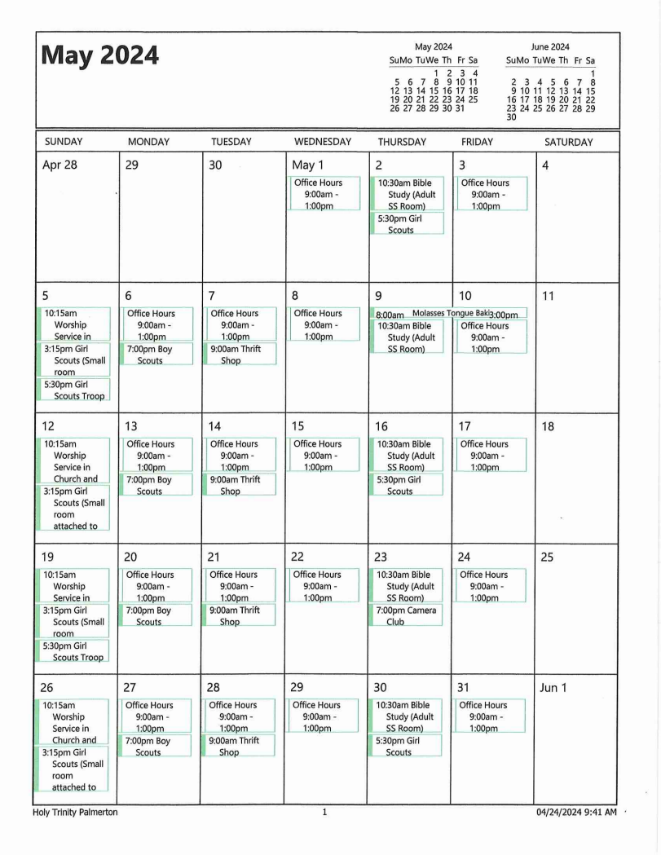 May 2024
May 2024
SuMo TuWe Th Fr Sa
1 2 3 4
5 6 7 8 9 10 11
12 13 14 15 16 17 18
19 20 21 22 23 24 25
26 27 28 29 30 31
June 2024
SuMo TuWe Th Fr Sa
1
2 3 4 5 6 7 8
9 10 11 12 13 14 15
16 17 18 19 20 21 22
23 24 25 26 27 28 29
30
SUNDAY MONDAY TUESDAY WEDNESDAY THURSDAY FRIDAY SATURDAY
Apr 28
29
30
May 1
Office Hours
9:00am -
1:00pm
2
10:30am Bible
Study (Adult
SS Room)
5:30pm Girl
Scouts
3
Office Hours
9:00am -
1:00pm
4
5
10:15am
Worship
Service in
3:15pm Girl
Scouts (Small
room
5:30pm Girl
Scouts Troop
6
Office Hours
9:00am -
1:00pm
7:00pm Boy
Scouts
7
Office Hours
9:00am -
1:00pm
9:00am Thrift
Shop
8
Office Hours
9:00am -
1:00pm
9
8:00am Molasses Tongue Baki 3:00pm
10:30am Bible
Study (Adult
SS Room)
10
Office Hours
9:00am -
1:00pm
11
12
10:15am
Worship
Service in
Church and
3:15pm Girl
Scouts (Small
room
attached to
13
Office Hours
9:00am -
1:00pm
7:00pm Boy
Scouts
14
Office Hours
9:00am -
1:00pm
9:00am Thrift
Shop
15
Office Hours
9:00am -
1:00pm
16
10:30am Bible
Study (Adult
SS Room)
5:30pm Girl
Scouts
17
Office Hours
9:00am -
1:00pm
18
19
10:15am
Worship
Service in
3:15pm Girl
Scouts (Small
room
5:30pm Girl
Scouts Troop
20
Office Hours
9:00am -
1:00pm
7:00pm Boy
Scouts
21
Office Hours
9:00am -
1:00pm
9:00am Thrift
Shop
22
Office Hours
9:00am -
1:00pm
23
10:30am Bible
Study (Adult
SS Room)
7:00pm Camera
Club
24
Office Hours
9:00am -
1:00pm
25
26
10:15am
Worship
Service in
Church and
3:15pm Girl
Scouts (Small
room
attached to
27
Office Hours
9:00am -
1:00pm
7:00pm Boy
Scouts
28
Office Hours
9:00am -
1:00pm
9:00am Thrift
Shop
29
Office Hours
9:00am -
1:00pm
30
10:30am Bible
Study (Adult
SS Room)
5:30pm Girl
Scouts
31
Office Hours
9:00am -
1:00pm
Jun 1
Holy Trinity Palmerton 1 04/24/2024 9:41 AM